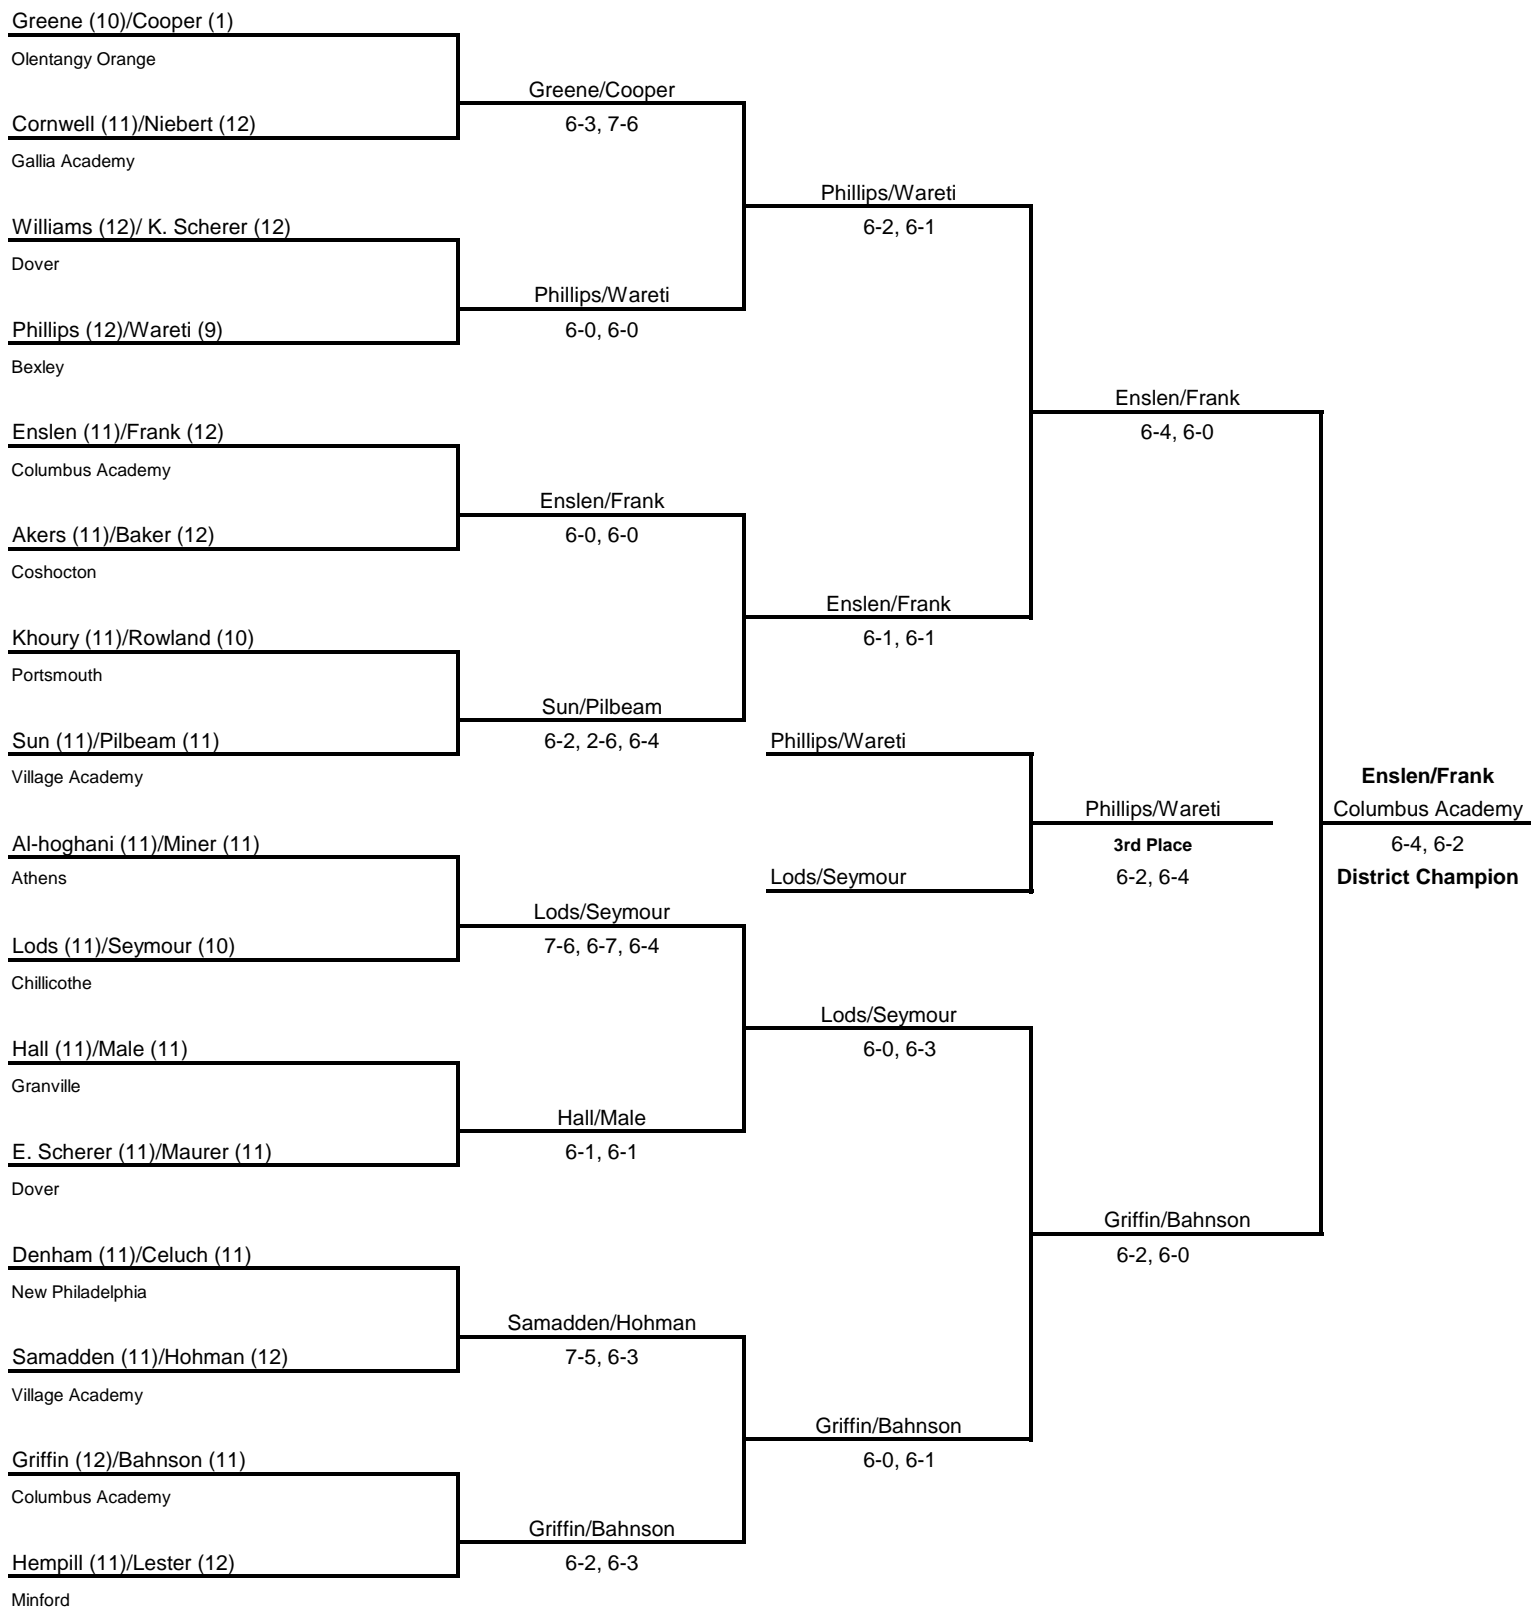 Greene (10)/Cooper (1)
Olentangy Orange
Greene/Cooper
Cornwell (11)/Niebert (12)
6-3, 7-6
Gallia Academy
Phillips/Wareti
Williams (12)/ K. Scherer (12)
6-2, 6-1
Dover
Phillips/Wareti
Phillips (12)/Wareti (9)
6-0, 6-0
Bexley
Enslen/Frank
Enslen (11)/Frank (12)
6-4, 6-0
Columbus Academy
Enslen/Frank
Akers (11)/Baker (12)
6-0, 6-0
Coshocton
Enslen/Frank
Khoury (11)/Rowland (10)
6-1, 6-1
Portsmouth
Sun/Pilbeam
Sun (11)/Pilbeam (11)
6-2, 2-6, 6-4
Phillips/Wareti
Village Academy
Enslen/Frank
Phillips/Wareti
Columbus Academy
Al-hoghani (11)/Miner (11)
3rd Place
6-4, 6-2
Athens
Lods/Seymour
6-2, 6-4
District Champion
Lods/Seymour
Lods (11)/Seymour (10)
7-6, 6-7, 6-4
Chillicothe
Lods/Seymour
Hall (11)/Male (11)
6-0, 6-3
Granville
Hall/Male
E. Scherer (11)/Maurer (11)
6-1, 6-1
Dover
Griffin/Bahnson
Denham (11)/Celuch (11)
6-2, 6-0
New Philadelphia
Samadden/Hohman
Samadden (11)/Hohman (12)
7-5, 6-3
Village Academy
Griffin/Bahnson
Griffin (12)/Bahnson (11)
6-0, 6-1
Columbus Academy
Griffin/Bahnson
Hempill (11)/Lester (12)
6-2, 6-3
Minford